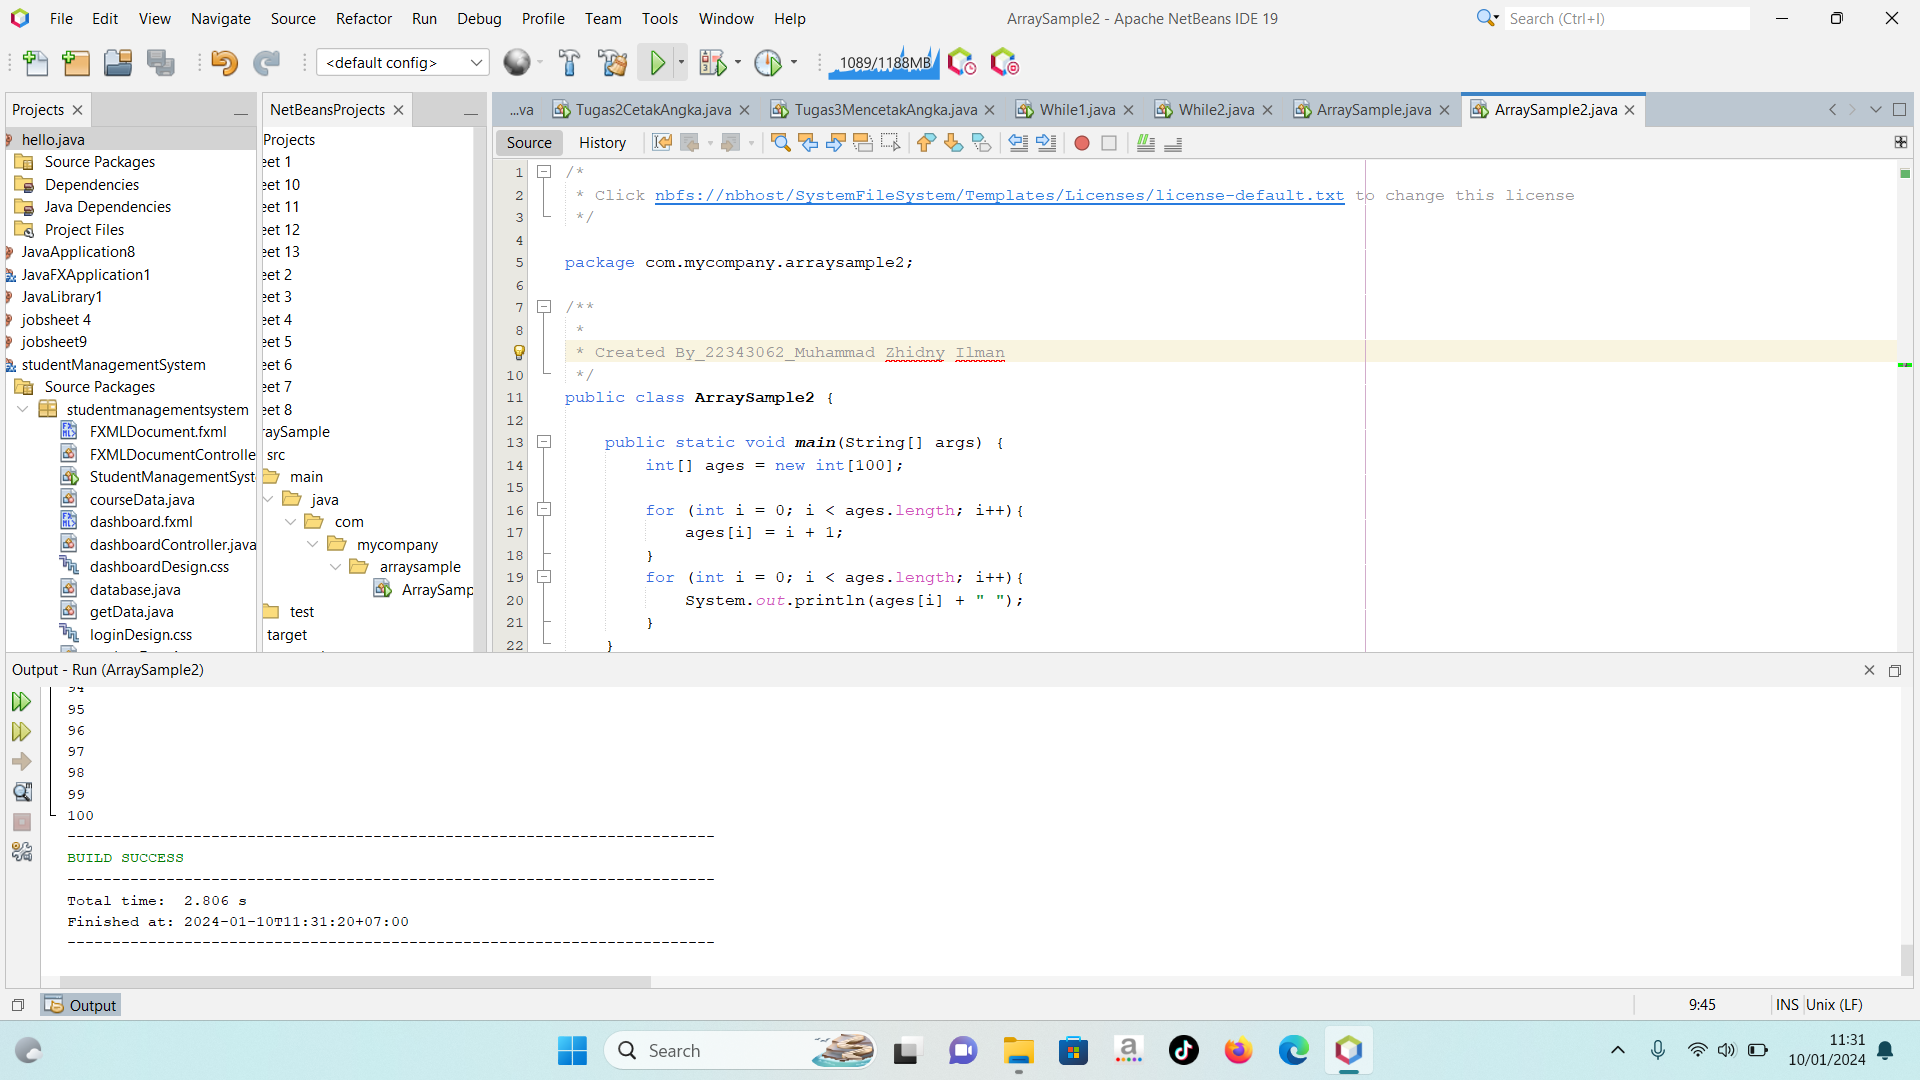 File Edit View Navigate Source Refactor Run Debug Profile Team Tools Window Help
ArraySample2 - Apache NetBeans IDE 19
Search (Ctrl+I)
<default config>
1089/1188MB
Projects
hello.java
Source Packages
Dependencies
Java Dependencies
Project Files
JavaApplication8
JavaFXApplication1
JavaLibrary1
jobsheet 4
jobsheet9
studentManagementSystem
Source Packages
studentmanagementsystem
FXMLDocument.fxml
FXMLDocumentControlle
StudentManagementSyst
courseData.java
dashboard.fxml
dashboardController.java
dashboardDesign.css
database.java
getData.java
loginDesign.css
NetBeansProjects
Projects
eet 1
eet 10
eet 11
eet 12
eet 13
eet 2
eet 3
eet 4
eet 5
eet 6
eet 7
eet 8
raySample
src
main
java
com
mycompany
arraysample
ArraySamp
test
target
...va Tugas2CetakAngka.java Tugas3MencetakAngka.java While1.java While2.java ArraySample.java ArraySample2.java
Source History
1 /*
2 * Click nbfs://nbhost/SystemFileSystem/Templates/Licenses/license-default.txt to change this license
3 */
4
5 package com.mycompany.arraysample2;
6
7 /**
8 *
* Created By_22343062_Muhammad Zhidny Ilman
10 */
11 public class ArraySample2 {
12
13 public static void main(String[] args) {
14 int[] ages = new int[100];
15
16 for (int i = 0; i < ages.length; i++){
17 ages[i] = i + 1;
18 }
19 for (int i = 0; i < ages.length; i++){
20 System.out.println(ages[i] + " ");
21 }
22 }
Output - Run (ArraySample2)
94
95
96
97
98
99
100
------------------------------------------------------------------------
BUILD SUCCESS
------------------------------------------------------------------------
Total time:  2.806 s
Finished at: 2024-01-10T11:31:20+07:00
------------------------------------------------------------------------
Output
9:45 INS Unix (LF)
Search
11:31
10/01/2024